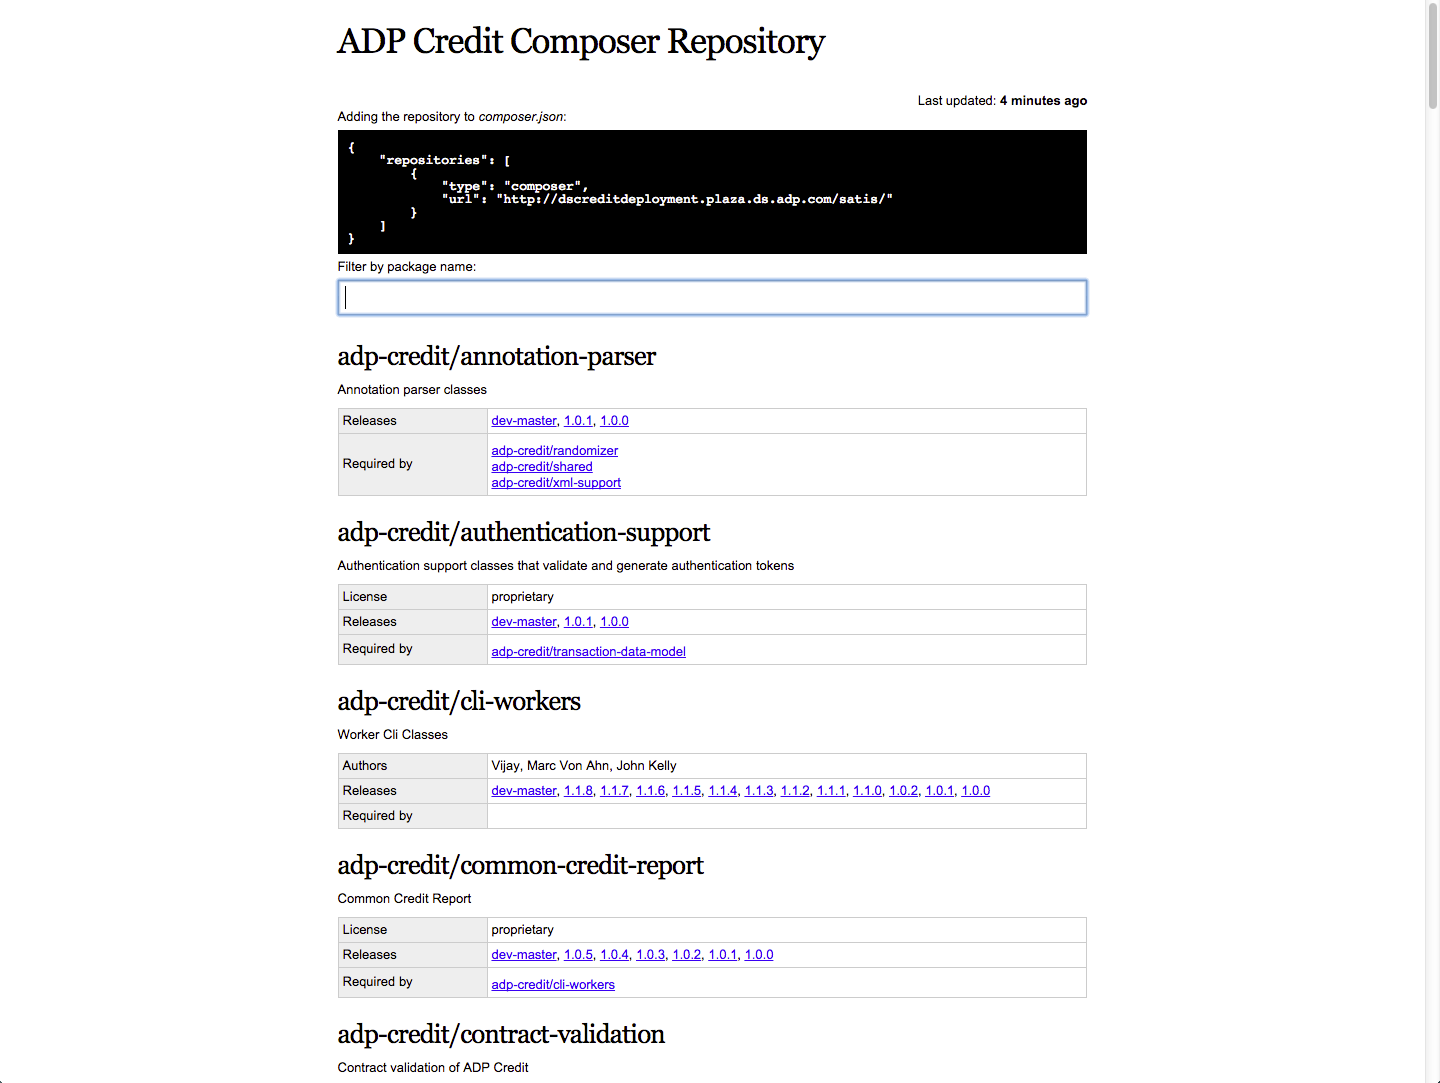 ADP Credit Composer Repository
Last updated: 4 minutes ago
Adding the repository to composer.json:
{
    "repositories": [
        {
            "type": "composer",
            "url": "http://dscreditdeployment.plaza.ds.adp.com/satis/"
        }
    ]
}
Filter by package name:
adp-credit/annotation-parser
Annotation parser classes
Releases dev-master, 1.0.1, 1.0.0
Required by adp-credit/randomizer
adp-credit/shared
adp-credit/xml-support
adp-credit/authentication-support
Authentication support classes that validate and generate authentication tokens
License proprietary
Releases dev-master, 1.0.1, 1.0.0
Required by adp-credit/transaction-data-model
adp-credit/cli-workers
Worker Cli Classes
Authors Vijay, Marc Von Ahn, John Kelly
Releases dev-master, 1.1.8, 1.1.7, 1.1.6, 1.1.5, 1.1.4, 1.1.3, 1.1.2, 1.1.1, 1.1.0, 1.0.2, 1.0.1, 1.0.0
Required by
adp-credit/common-credit-report
Common Credit Report
License proprietary
Releases dev-master, 1.0.5, 1.0.4, 1.0.3, 1.0.2, 1.0.1, 1.0.0
Required by adp-credit/cli-workers
adp-credit/contract-validation
Contract validation of ADP Credit